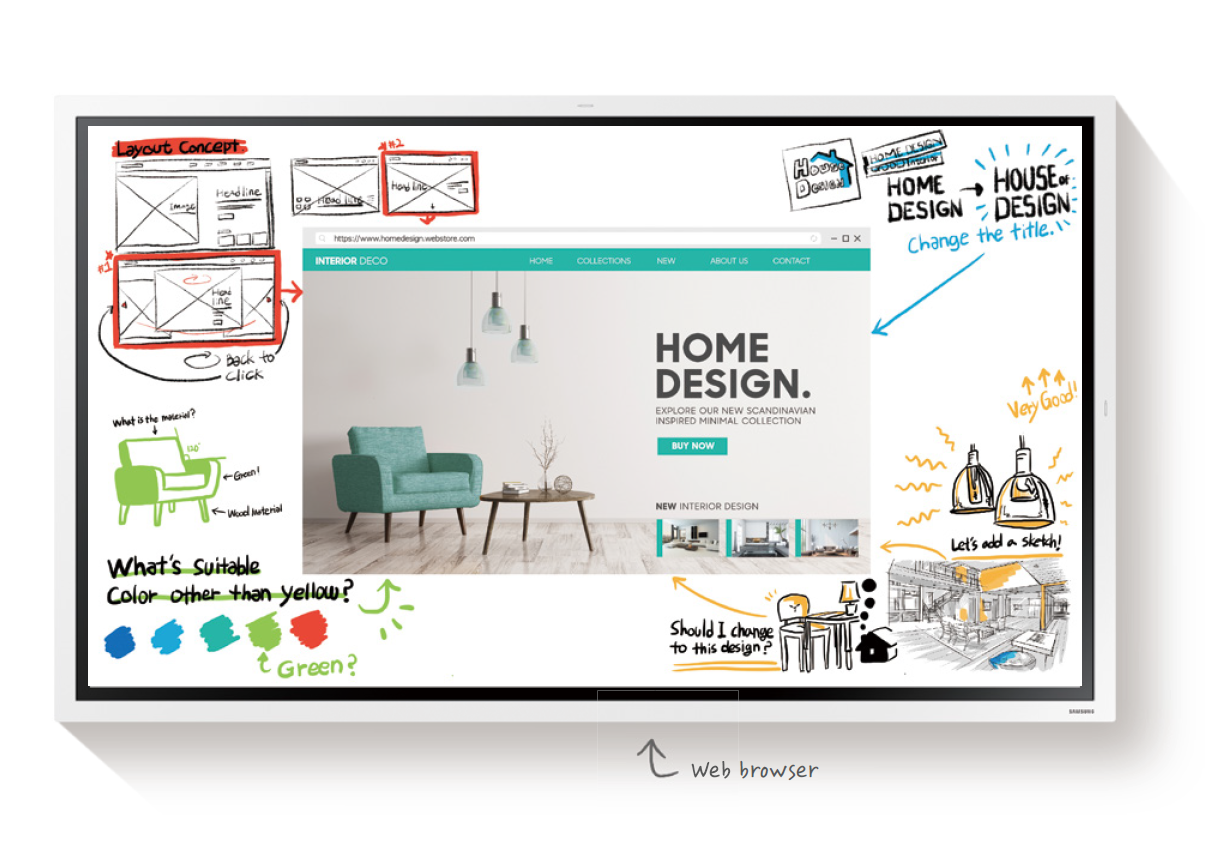 Layout Concept
Image
Headline
Headline
#2
Headline
#1
Head
line
Back to
click
HOUSE
DESIGN
HOME DESIGN
HOME
DESIGN
HOUSE of
DESIGN
Change the title.
https://www.homedesign.webstore.com
INTERIOR DECO
HOME
COLLECTIONS
NEW
ABOUT US
CONTACT
HOME
DESIGN.
EXPLORE OUR NEW SCANDINAVIAN
INSPIRED MINIMAL COLLECTION
BUY NOW
NEW INTERIOR DESIGN
What is the material?
120°
Green!
Wood Material
What's suitable
Color other than yellow?
Green?
Very Good!
Let's add a sketch!
Should I change
to this design?
SAMSUNG
Web browser